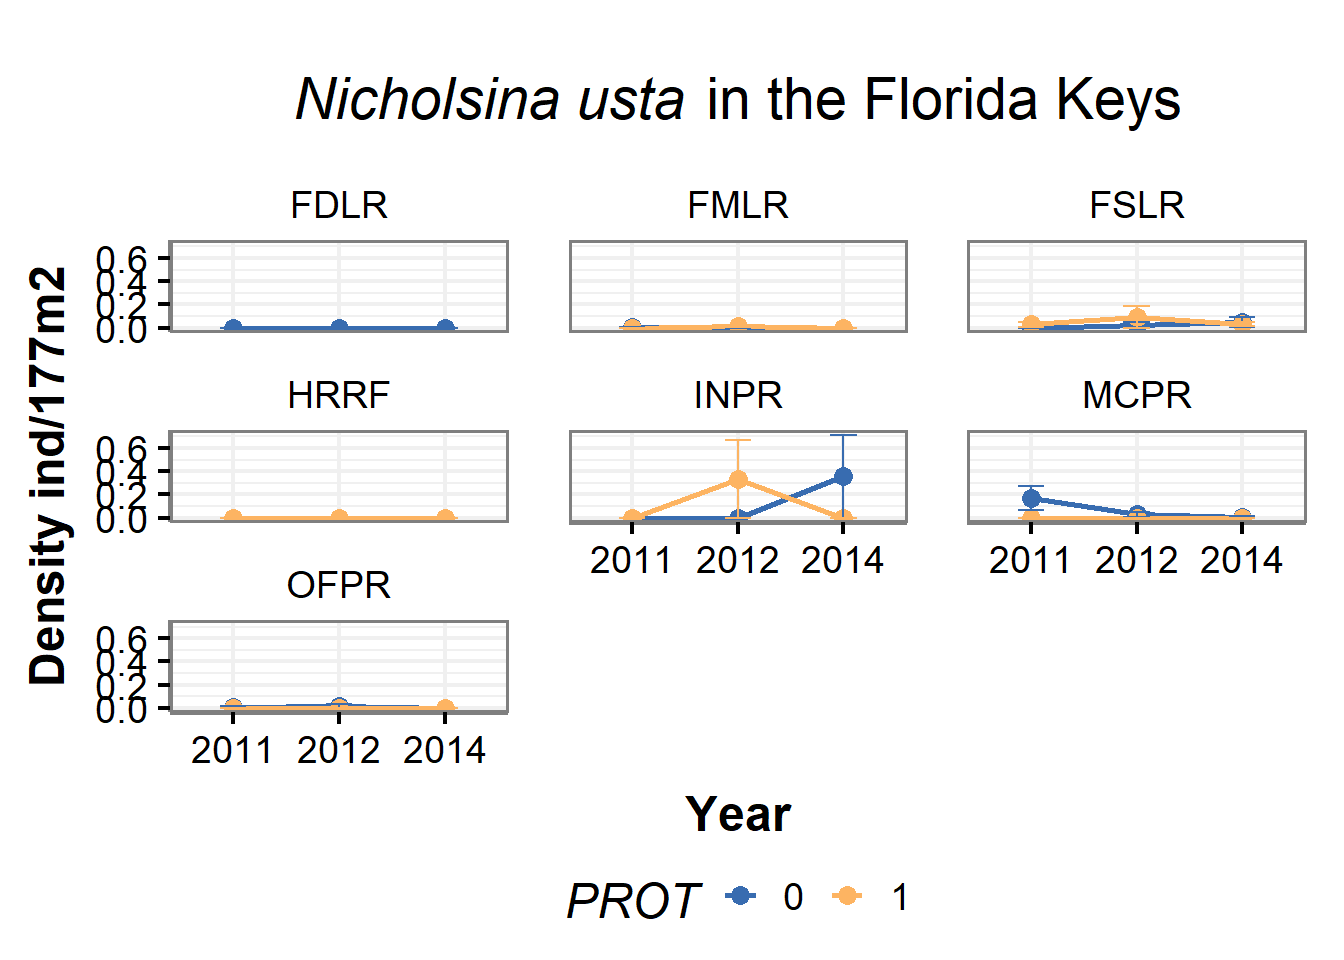 Nicholsina usta in the Florida Keys
FDLR FMLR FSLR
0.6
0.4
0.2
0.0
HRRF INPR MCPR
0.6
0.4
0.2
0.0
2011 2012 2014 2011 2012 2014
OFPR
0.6
0.4
0.2
0.0
2011 2012 2014
Density ind/177m2
Year
PROT 0 1